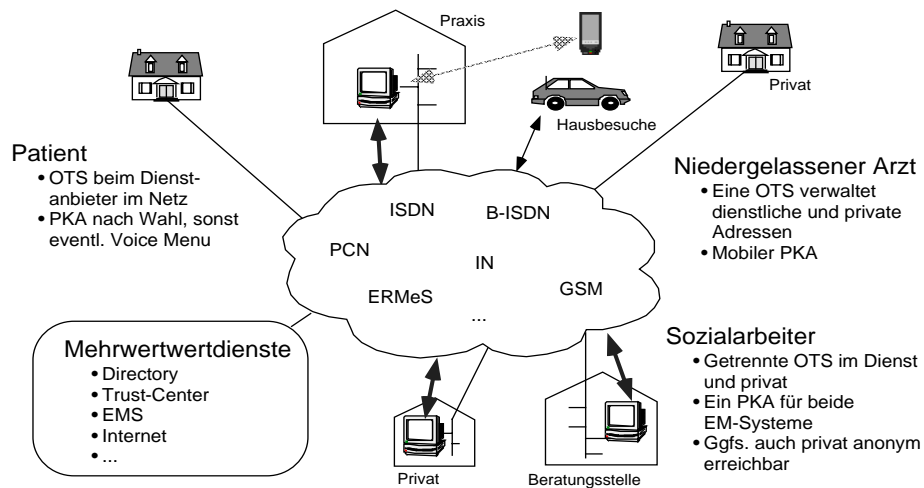 Praxis
Privat
Hausbesuche
Patient
• OTS beim Dienst-
anbieter im Netz
• PKA nach Wahl, sonst
eventl. Voice Menu
Niedergelassener Arzt
• Eine OTS verwaltet
dienstliche und private
Adressen
• Mobiler PKA
ISDN
B-ISDN
PCN
IN
ERMeS
GSM
...
Mehrwertwertdienste
• Directory
• Trust-Center
• EMS
• Internet
• ...
Sozialarbeiter
• Getrennte OTS im Dienst
und privat
• Ein PKA für beide
EM-Systeme
• Ggfs. auch privat anonym
erreichbar
Privat
Beratungsstelle